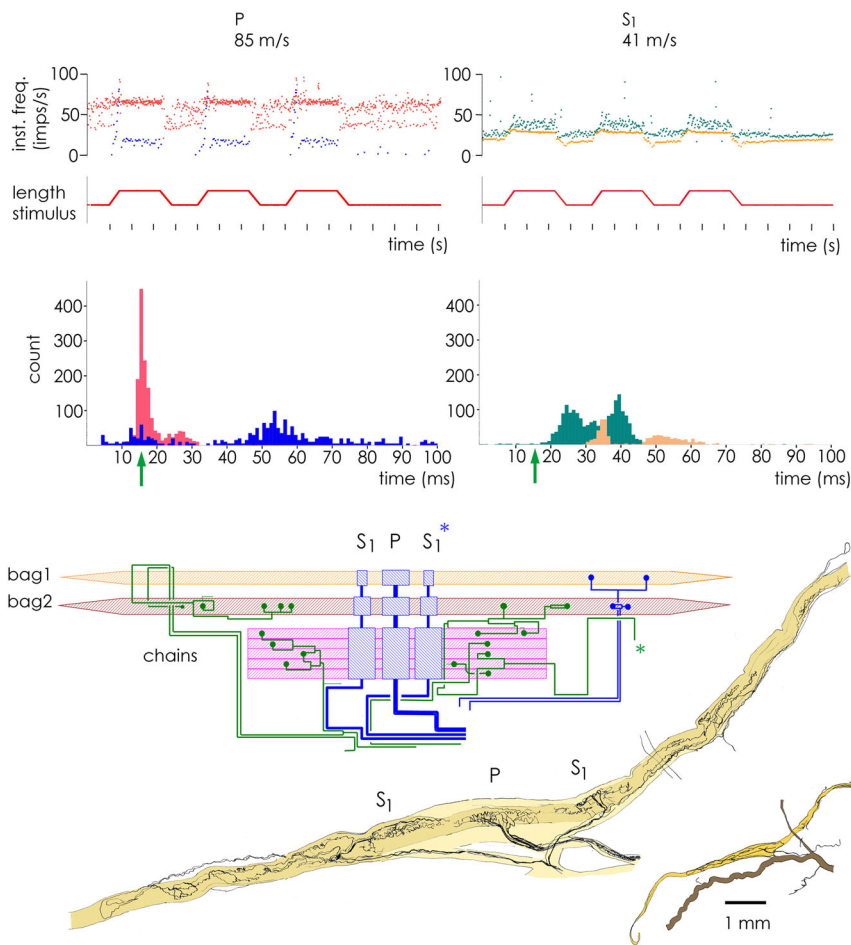 P
85 m/s
S1
41 m/s
100
50
0
inst. freq.
(imps/s)
100
50
0
length
stimulus
time (s)
time (s)
400
300
200
100
count
10 20 30 40 50 60 70 80 90 100
time (ms)
400
300
200
100
10 20 30 40 50 60 70 80 90 100
time (ms)
S1 P S1*
bag1
bag2
chains
*
S1
P
S1
1 mm